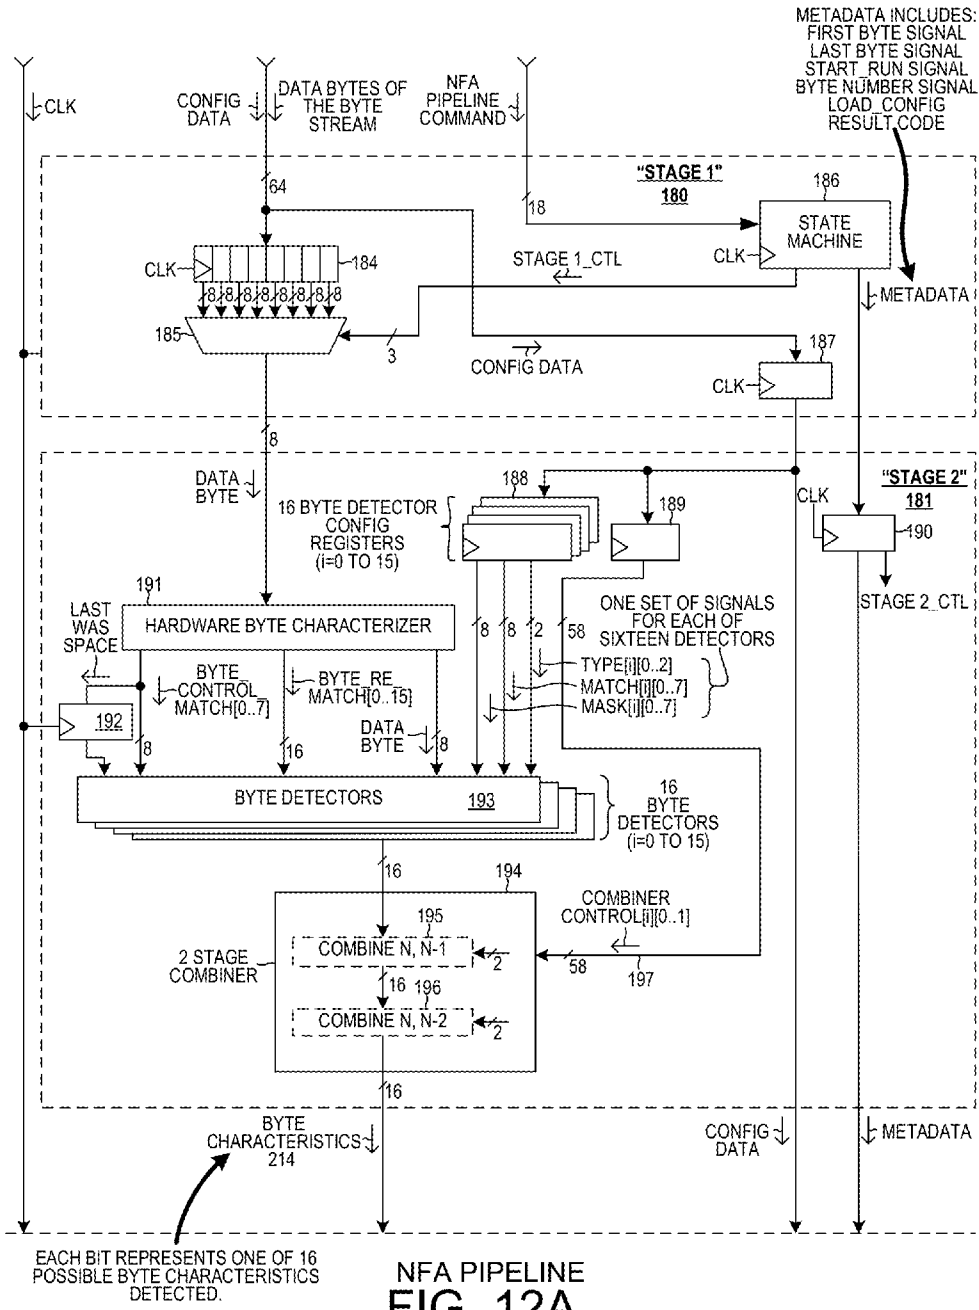 METADATA INCLUDES:
FIRST BYTE SIGNAL
LAST BYTE SIGNAL
START_RUN SIGNAL
BYTE NUMBER SIGNAL
LOAD_CONFIG
RESULT CODE
CLK
CONFIG
DATA
DATA BYTES OF
THE BYTE
STREAM
NFA
PIPELINE
COMMAND
"STAGE 1"
180
64
18
186
STATE
MACHINE
CLK
CLK
184
STAGE 1_CTL
METADATA
8 8 8 8 8 8 8 8
185
3
CONFIG DATA
187
CLK
8
DATA
BYTE
"STAGE 2"
181
188
16 BYTE DETECTOR
CONFIG
REGISTERS
(i=0 TO 15)
189
CLK
190
STAGE 2_CTL
191
HARDWARE BYTE CHARACTERIZER
LAST
WAS
SPACE
BYTE_
CONTROL_
MATCH[0..7]
BYTE_RE_
MATCH[0..15]
8
8
2
58
ONE SET OF SIGNALS
FOR EACH OF
SIXTEEN DETECTORS
TYPE[i][0..2]
MATCH[i][0..7]
MASK[i][0..7]
192
8
16
DATA
BYTE
8
BYTE DETECTORS
193
16
BYTE
DETECTORS
(i=0 TO 15)
16
194
COMBINER
CONTROL[i][0..1]
195
2 STAGE
COMBINER
COMBINE N, N-1
2
58
197
16
196
COMBINE N, N-2
2
16
BYTE
CHARACTERISTICS
214
CONFIG
DATA
METADATA
EACH BIT REPRESENTS ONE OF 16
POSSIBLE BYTE CHARACTERISTICS
DETECTED.
NFA PIPELINE
FIG. 12A